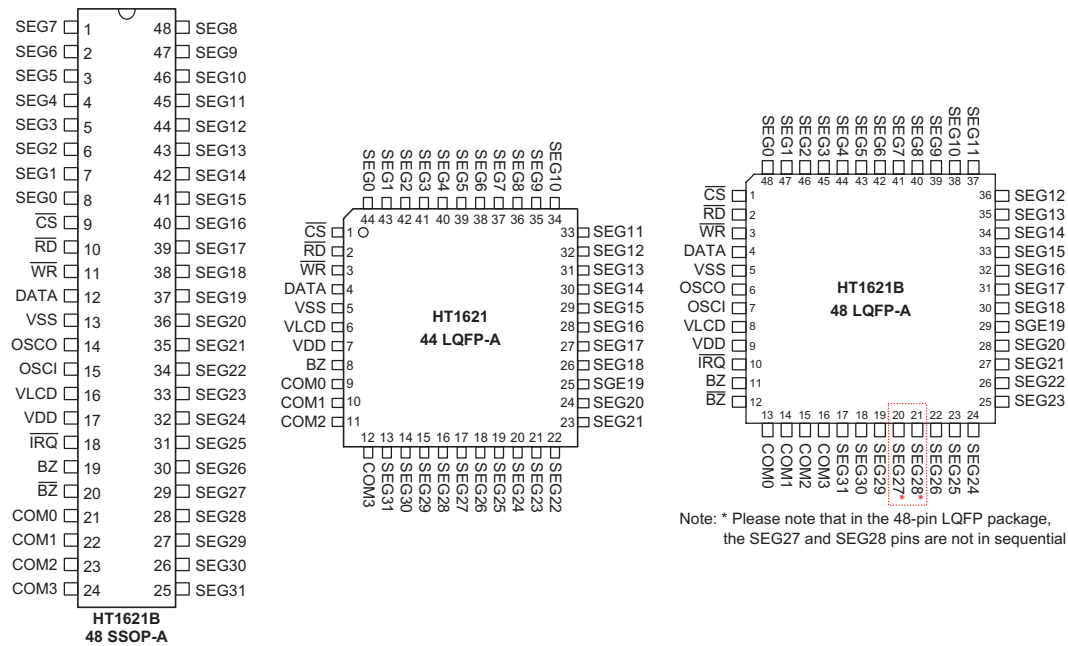 SEG7 1 48 SEG8
SEG6 2 47 SEG9
SEG5 3 46 SEG10
SEG4 4 45 SEG11
SEG3 5 44 SEG12
SEG2 6 43 SEG13
SEG1 7 42 SEG14
SEG0 8 41 SEG15
CS 9 40 SEG16
RD 10 39 SEG17
WR 11 38 SEG18
DATA 12 37 SEG19
VSS 13 36 SEG20
OSCO 14 35 SEG21
OSCI 15 34 SEG22
VLCD 16 33 SEG23
VDD 17 32 SEG24
IRQ 18 31 SEG25
BZ 19 30 SEG26
BZ 20 29 SEG27
COM0 21 28 SEG28
COM1 22 27 SEG29
COM2 23 26 SEG30
COM3 24 25 SEG31
HT1621B
48 SSOP-A
SEG0 SEG1 SEG2 SEG3 SEG4 SEG5 SEG6 SEG7 SEG8 SEG9 SEG10
44 43 42 41 40 39 38 37 36 35 34
CS 1 33 SEG11
RD 2 32 SEG12
WR 3 31 SEG13
DATA 4 30 SEG14
VSS 5 29 SEG15
VLCD 6 28 SEG16
VDD 7 27 SEG17
BZ 8 26 SEG18
COM0 9 25 SGE19
COM1 10 24 SEG20
COM2 11 23 SEG21
HT1621
44 LQFP-A
12 13 14 15 16 17 18 19 20 21 22
COM3 SEG31 SEG30 SEG29 SEG28 SEG27 SEG26 SEG25 SEG24 SEG23 SEG22
SEG0 SEG1 SEG2 SEG3 SEG4 SEG5 SEG6 SEG7 SEG8 SEG9 SEG10 SEG11
48 47 46 45 44 43 42 41 40 39 38 37
CS 1 36 SEG12
RD 2 35 SEG13
WR 3 34 SEG14
DATA 4 33 SEG15
VSS 5 32 SEG16
OSCO 6 31 SEG17
OSCI 7 30 SEG18
VLCD 8 29 SGE19
VDD 9 28 SEG20
IRQ 10 27 SEG21
BZ 11 26 SEG22
BZ 12 25 SEG23
HT1621B
48 LQFP-A
13 14 15 16 17 18 19 20 21 22 23 24
COM0 COM1 COM2 COM3 SEG31 SEG30 SEG29 SEG27* SEG28* SEG26 SEG25 SEG24
Note: * Please note that in the 48-pin LQFP package,
the SEG27 and SEG28 pins are not in sequential